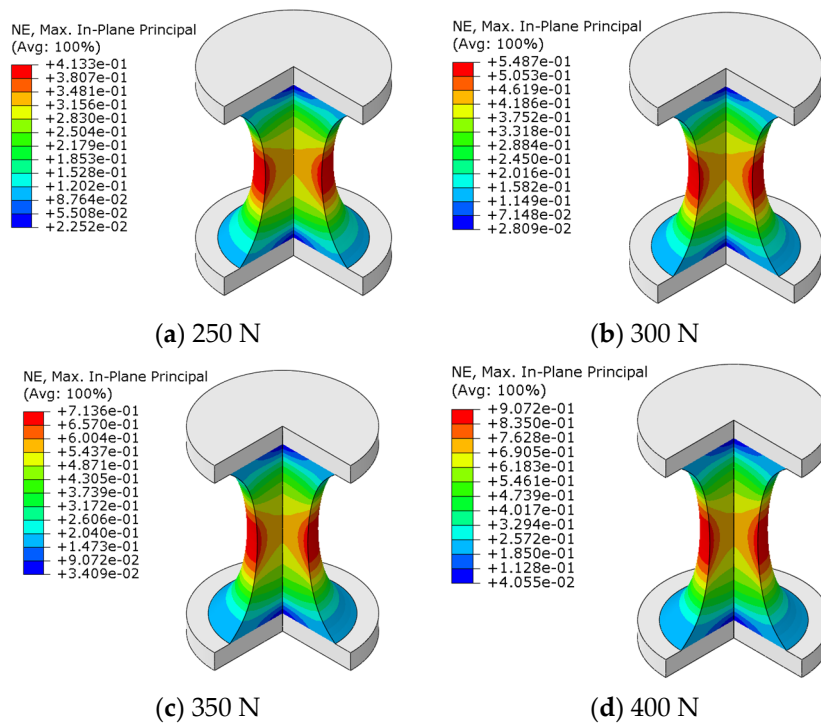 NE, Max. In-Plane Principal
(Avg: 100%)
+4.133e-01
+3.807e-01
+3.481e-01
+3.156e-01
+2.830e-01
+2.504e-01
+2.179e-01
+1.853e-01
+1.528e-01
+1.202e-01
+8.764e-02
+5.508e-02
+2.252e-02
(a) 250 N
NE, Max. In-Plane Principal
(Avg: 100%)
+5.487e-01
+5.053e-01
+4.619e-01
+4.186e-01
+3.752e-01
+3.318e-01
+2.884e-01
+2.450e-01
+2.016e-01
+1.582e-01
+1.149e-01
+7.148e-02
+2.809e-02
(b) 300 N
NE, Max. In-Plane Principal
(Avg: 100%)
+7.136e-01
+6.570e-01
+6.004e-01
+5.437e-01
+4.871e-01
+4.305e-01
+3.739e-01
+3.172e-01
+2.606e-01
+2.040e-01
+1.473e-01
+9.072e-02
+3.409e-02
(c) 350 N
NE, Max. In-Plane Principal
(Avg: 100%)
+9.072e-01
+8.350e-01
+7.628e-01
+6.905e-01
+6.183e-01
+5.461e-01
+4.739e-01
+4.017e-01
+3.294e-01
+2.572e-01
+1.850e-01
+1.128e-01
+4.055e-02
(d) 400 N